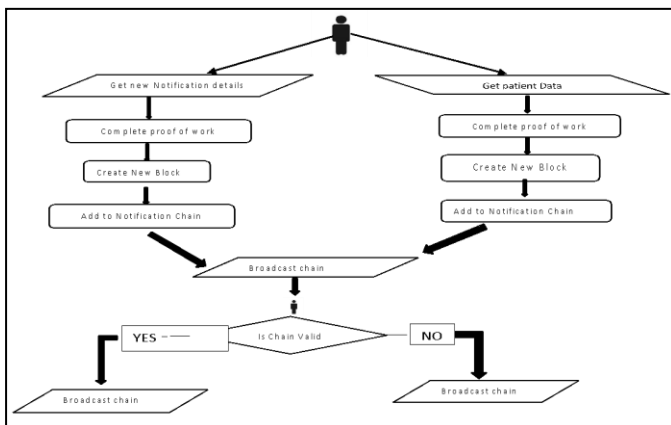 Get new Notification details
Get patient Data
Complete proof of work
Complete proof of work
Create New Block
Create New Block
Add to Notification Chain
Add to Notification Chain
Broadcast chain
Is Chain Valid
YES
NO
Broadcast chain
Broadcast chain